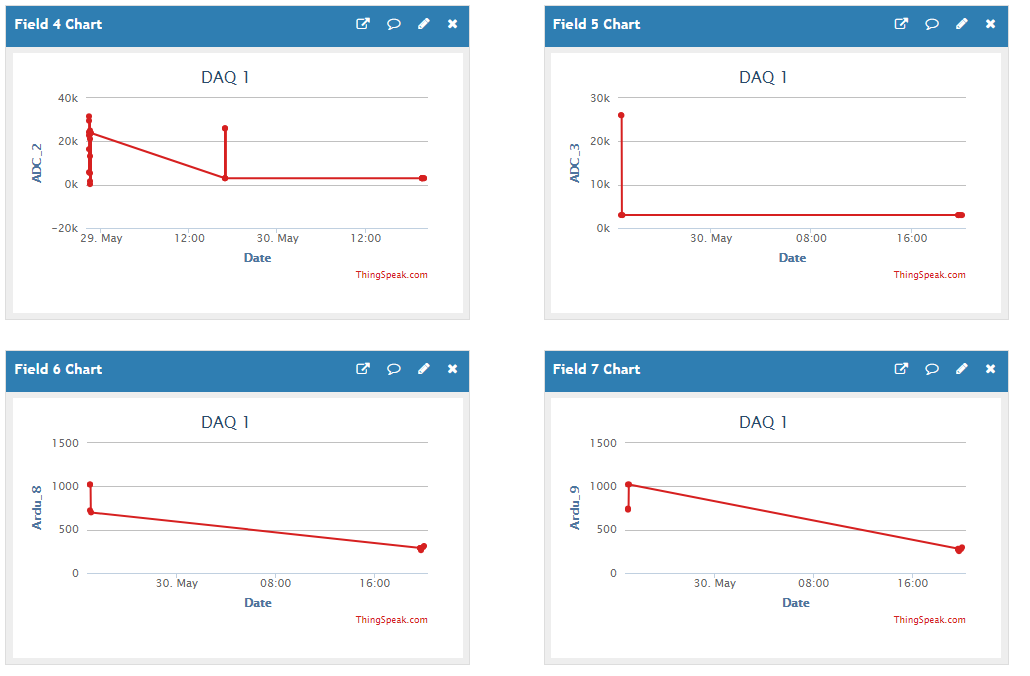 Field 4 Chart
DAQ 1
40k
20k
0k
−20k
ADC_2
29. May 12:00 30. May 12:00
Date
ThingSpeak.com
Field 5 Chart
DAQ 1
30k
20k
10k
0k
ADC_3
30. May 08:00 16:00
Date
ThingSpeak.com
Field 6 Chart
DAQ 1
1500
1000
500
0
Ardu_8
30. May 08:00 16:00
Date
ThingSpeak.com
Field 7 Chart
DAQ 1
1500
1000
500
0
Ardu_9
30. May 08:00 16:00
Date
ThingSpeak.com